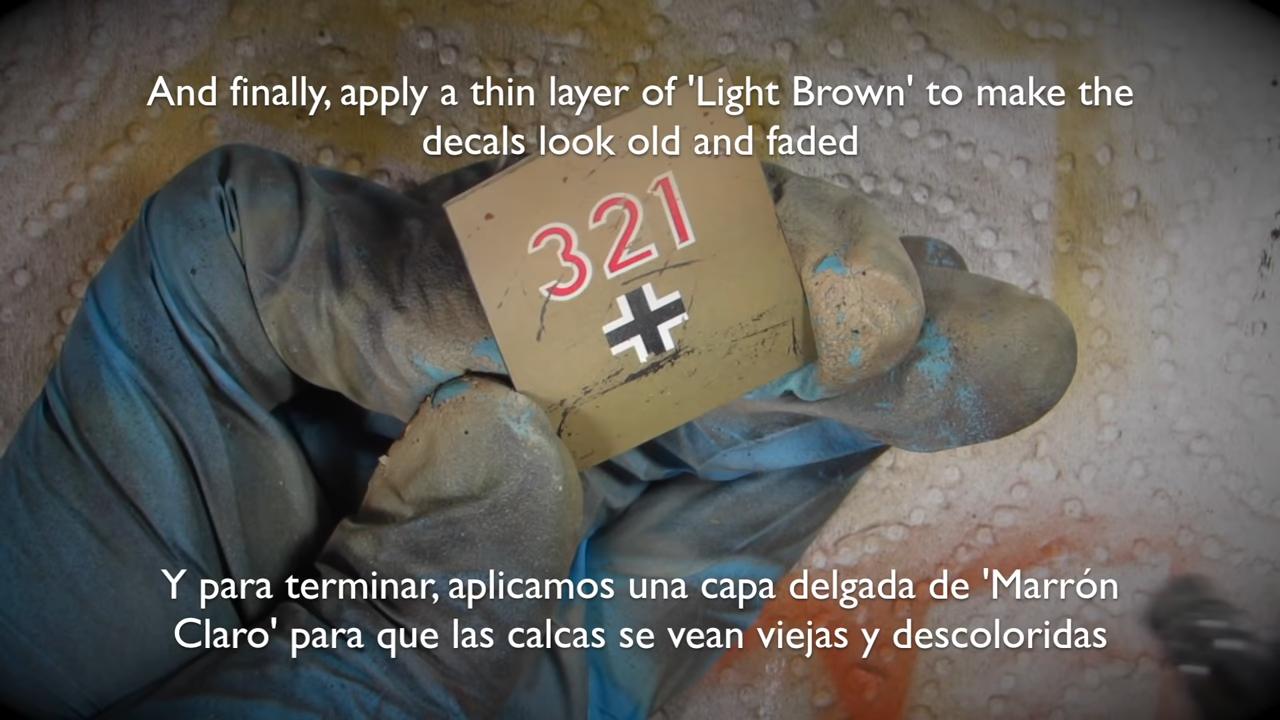 And finally, apply a thin layer of 'Light Brown' to make the
decals look old and faded
321
Y para terminar, aplicamos una capa delgada de 'Marrón
Claro' para que las calcas se vean viejas y descoloridas